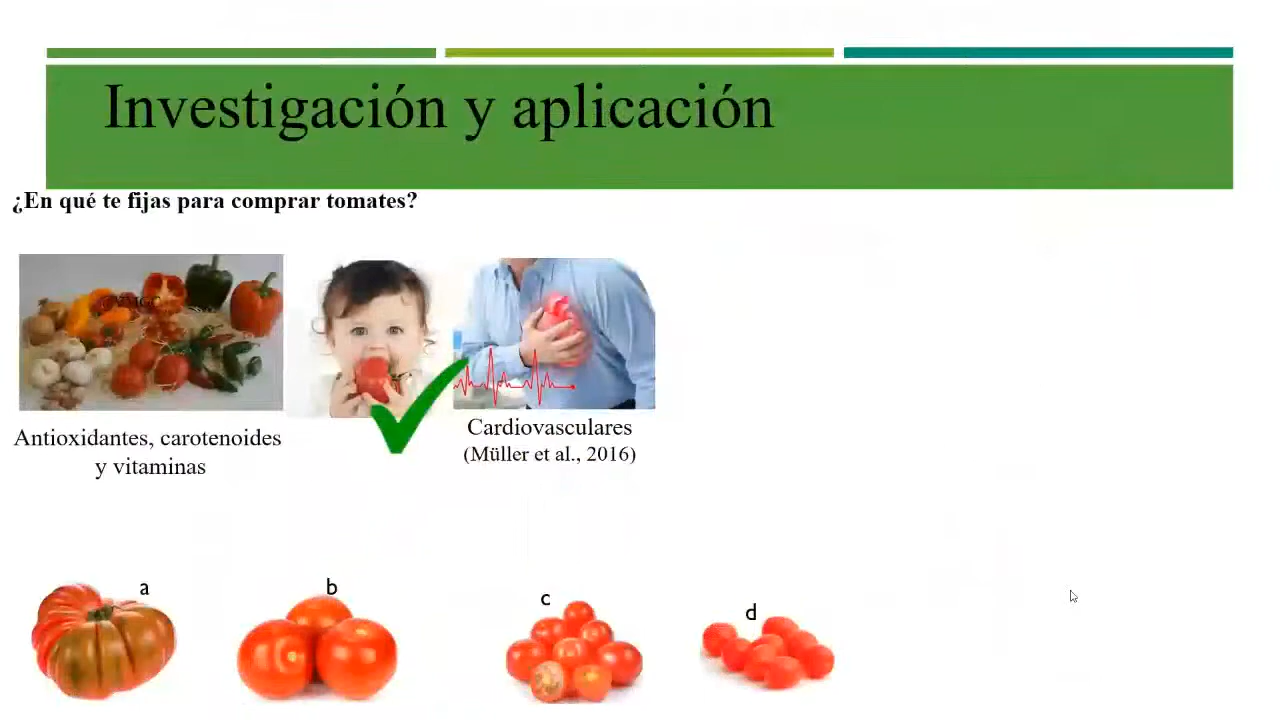 Investigación y aplicación
¿En qué te fijas para comprar tomates?
Antioxidantes, carotenoides
y vitaminas
Cardiovasculares
(Müller et al., 2016)
a
b
c
d